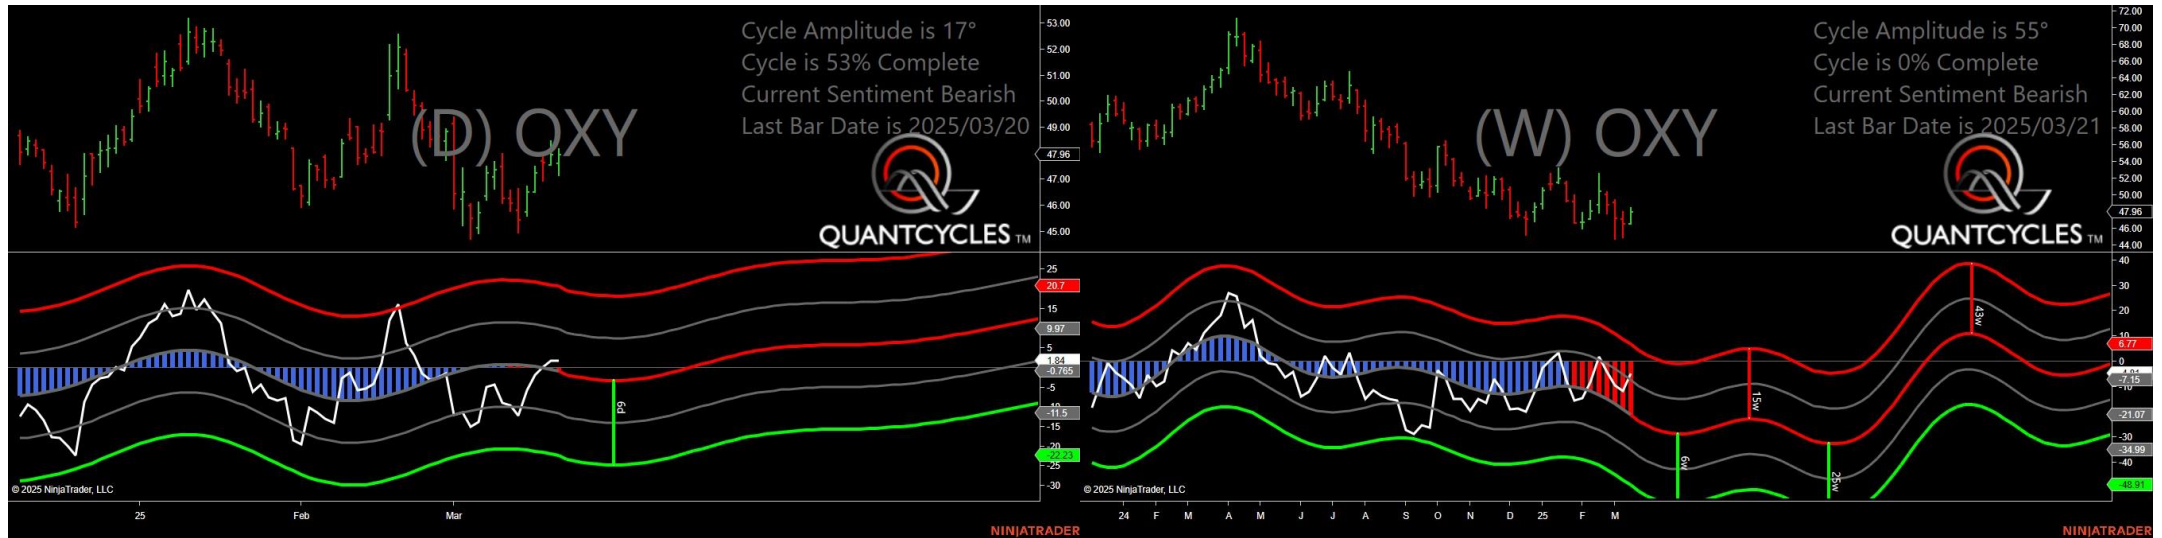 Cycle Amplitude is 17°
Cycle is 53% Complete
Current Sentiment Bearish
Last Bar Date is 2025/03/20
(D) OXY
QUANTCYCLES TM
53.00
52.00
51.00
50.00
49.00
47.96
47.00
46.00
45.00
25
20.7
15
9.97
5
1.84
-0.765
-5
-11.5
-15
-20
-22.23
-25
-30
6d
© 2025 NinjaTrader, LLC
25 Feb Mar
NINJATRADER
Cycle Amplitude is 55°
Cycle is 0% Complete
Current Sentiment Bearish
Last Bar Date is 2025/03/21
(W) OXY
QUANTCYCLES TM
72.00
70.00
68.00
66.00
64.00
62.00
60.00
58.00
56.00
54.00
52.00
50.00
47.96
46.00
44.00
40
30
20
10
6.77
0
-7.15
-21.07
-30
-34.99
-40
-48.91
6w
15w
25w
43w
© 2025 NinjaTrader, LLC
24 F M A M J J A S O N D 25 F M
NINJATRADER